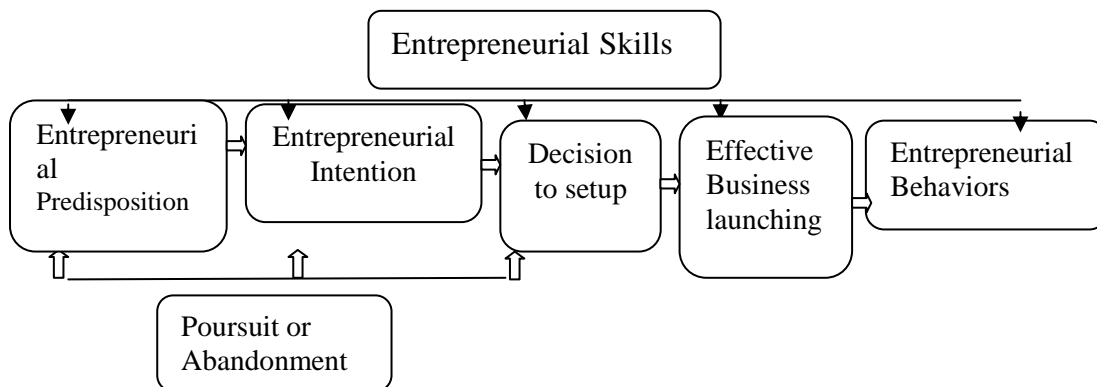 Entrepreneurial Skills
Entrepreneuri
al
Predisposition
Entrepreneurial
Intention
Decision
to setup
Effective
Business
launching
Entrepreneurial
Behaviors
Poursuit or
Abandonment